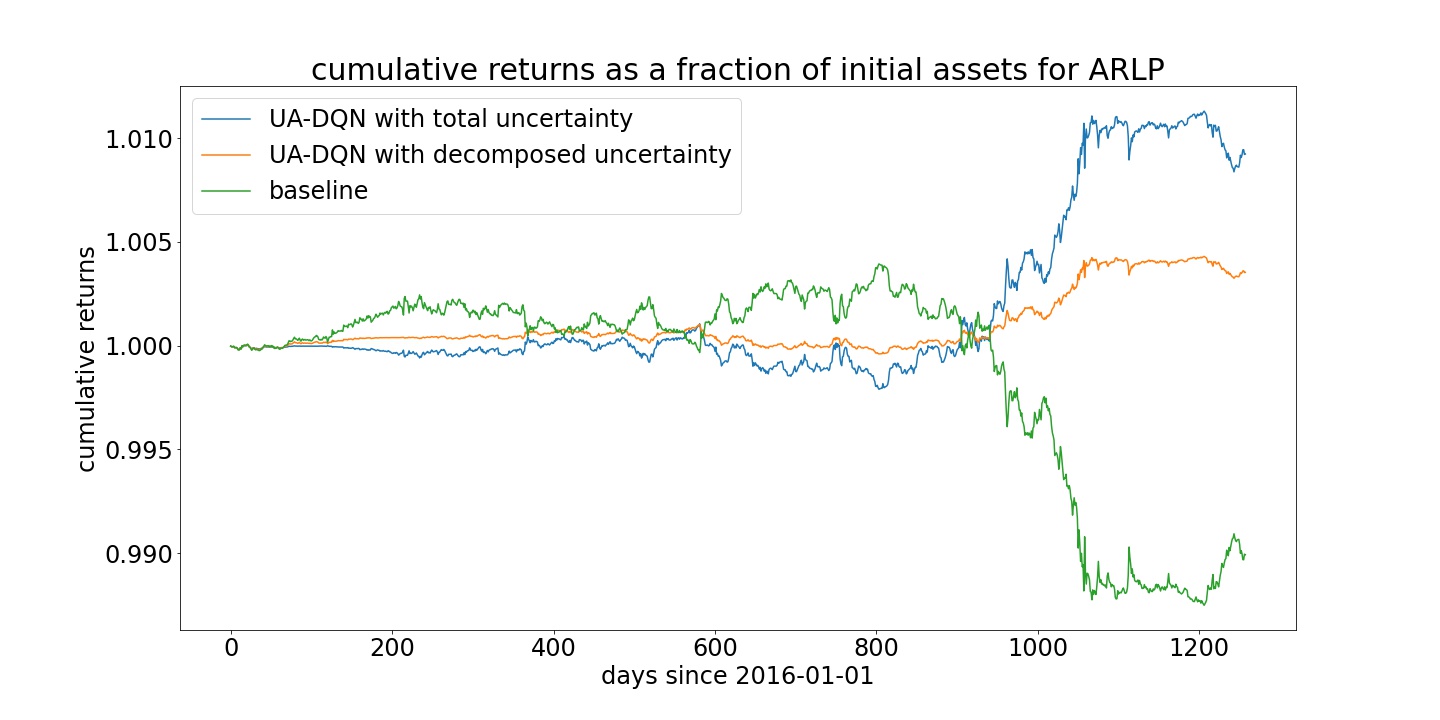 cumulative returns as a fraction of initial assets for ARLP
UA-DQN with total uncertainty
UA-DQN with decomposed uncertainty
baseline
cumulative returns
1.010
1.005
1.000
0.995
0.990
0 200 400 600 800 1000 1200
days since 2016-01-01